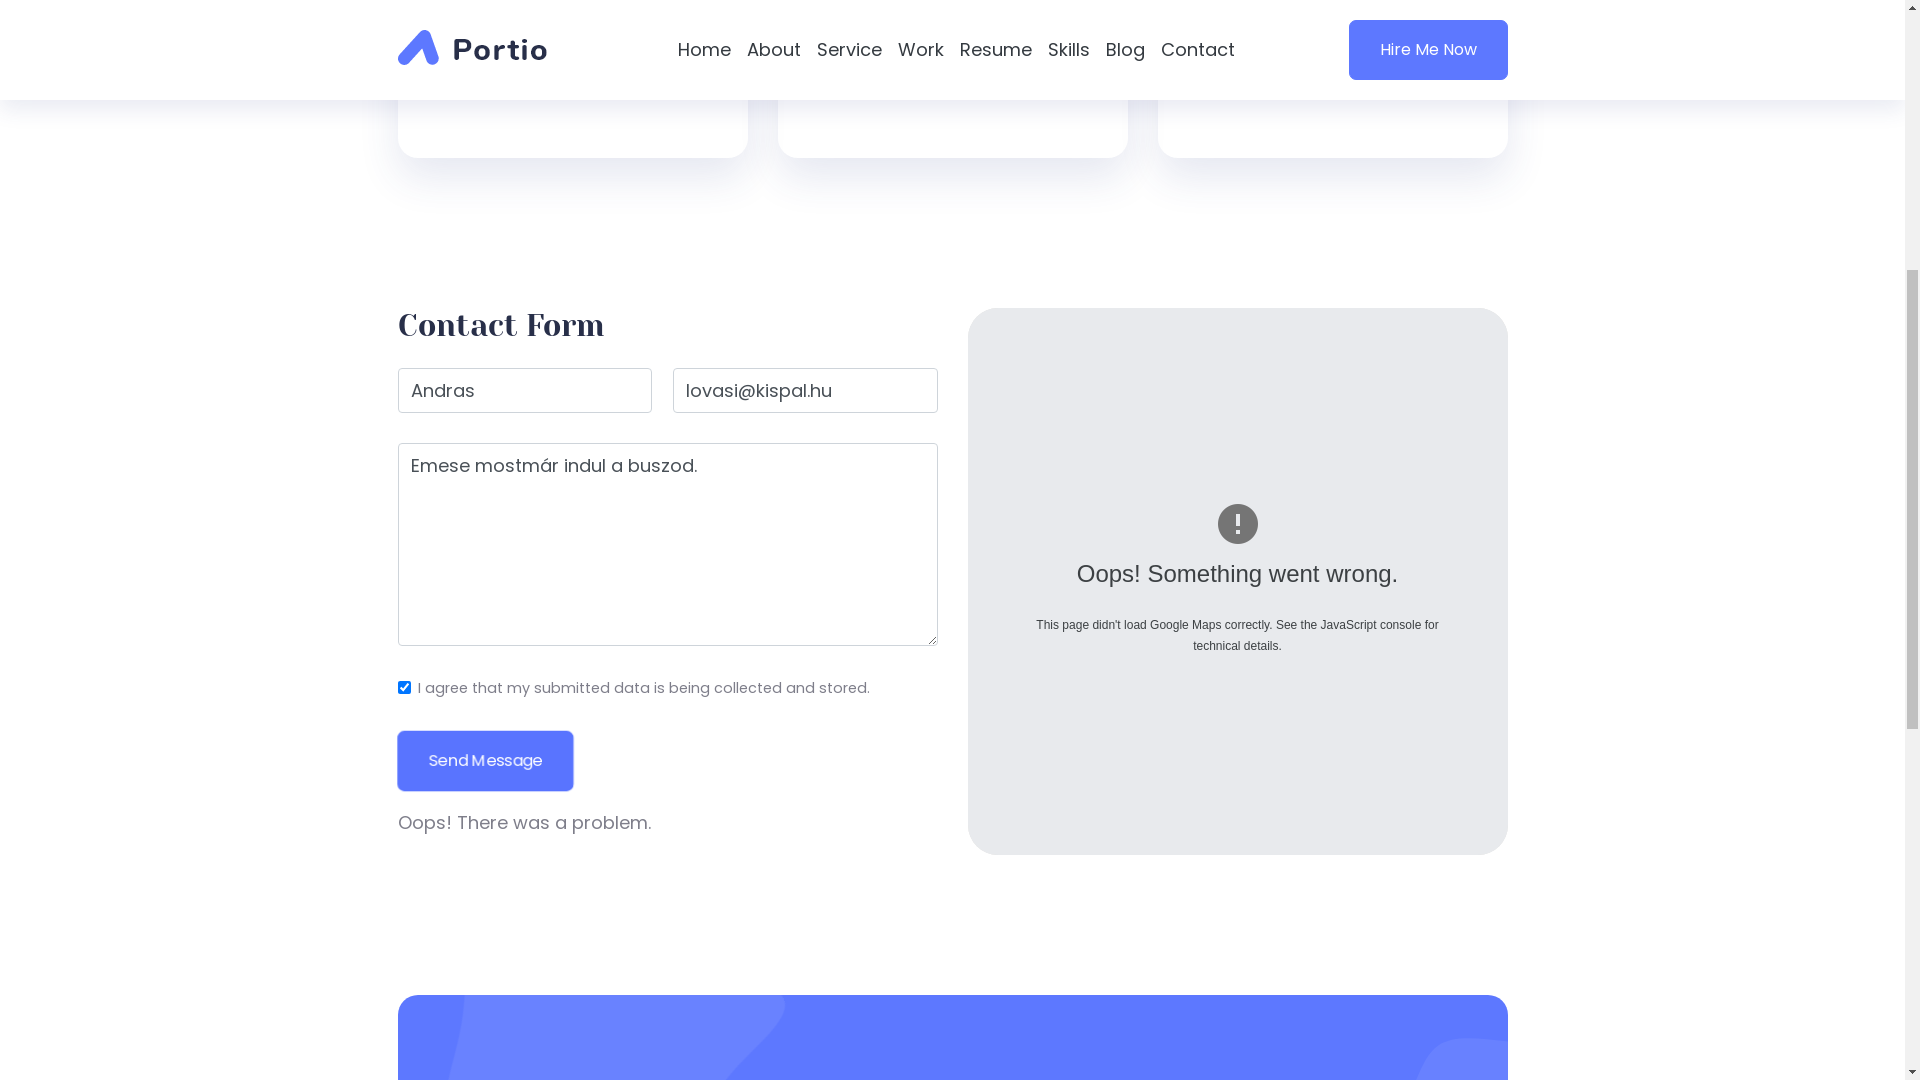 Portio
Home About Service Work Resume Skills Blog Contact
Hire Me Now
Contact Form
Andras
lovasi@kispal.hu
Emese mostmár indul a buszod.
I agree that my submitted data is being collected and stored.
Send Message
Oops! There was a problem.
Oops! Something went wrong.
This page didn't load Google Maps correctly. See the JavaScript console for
technical details.